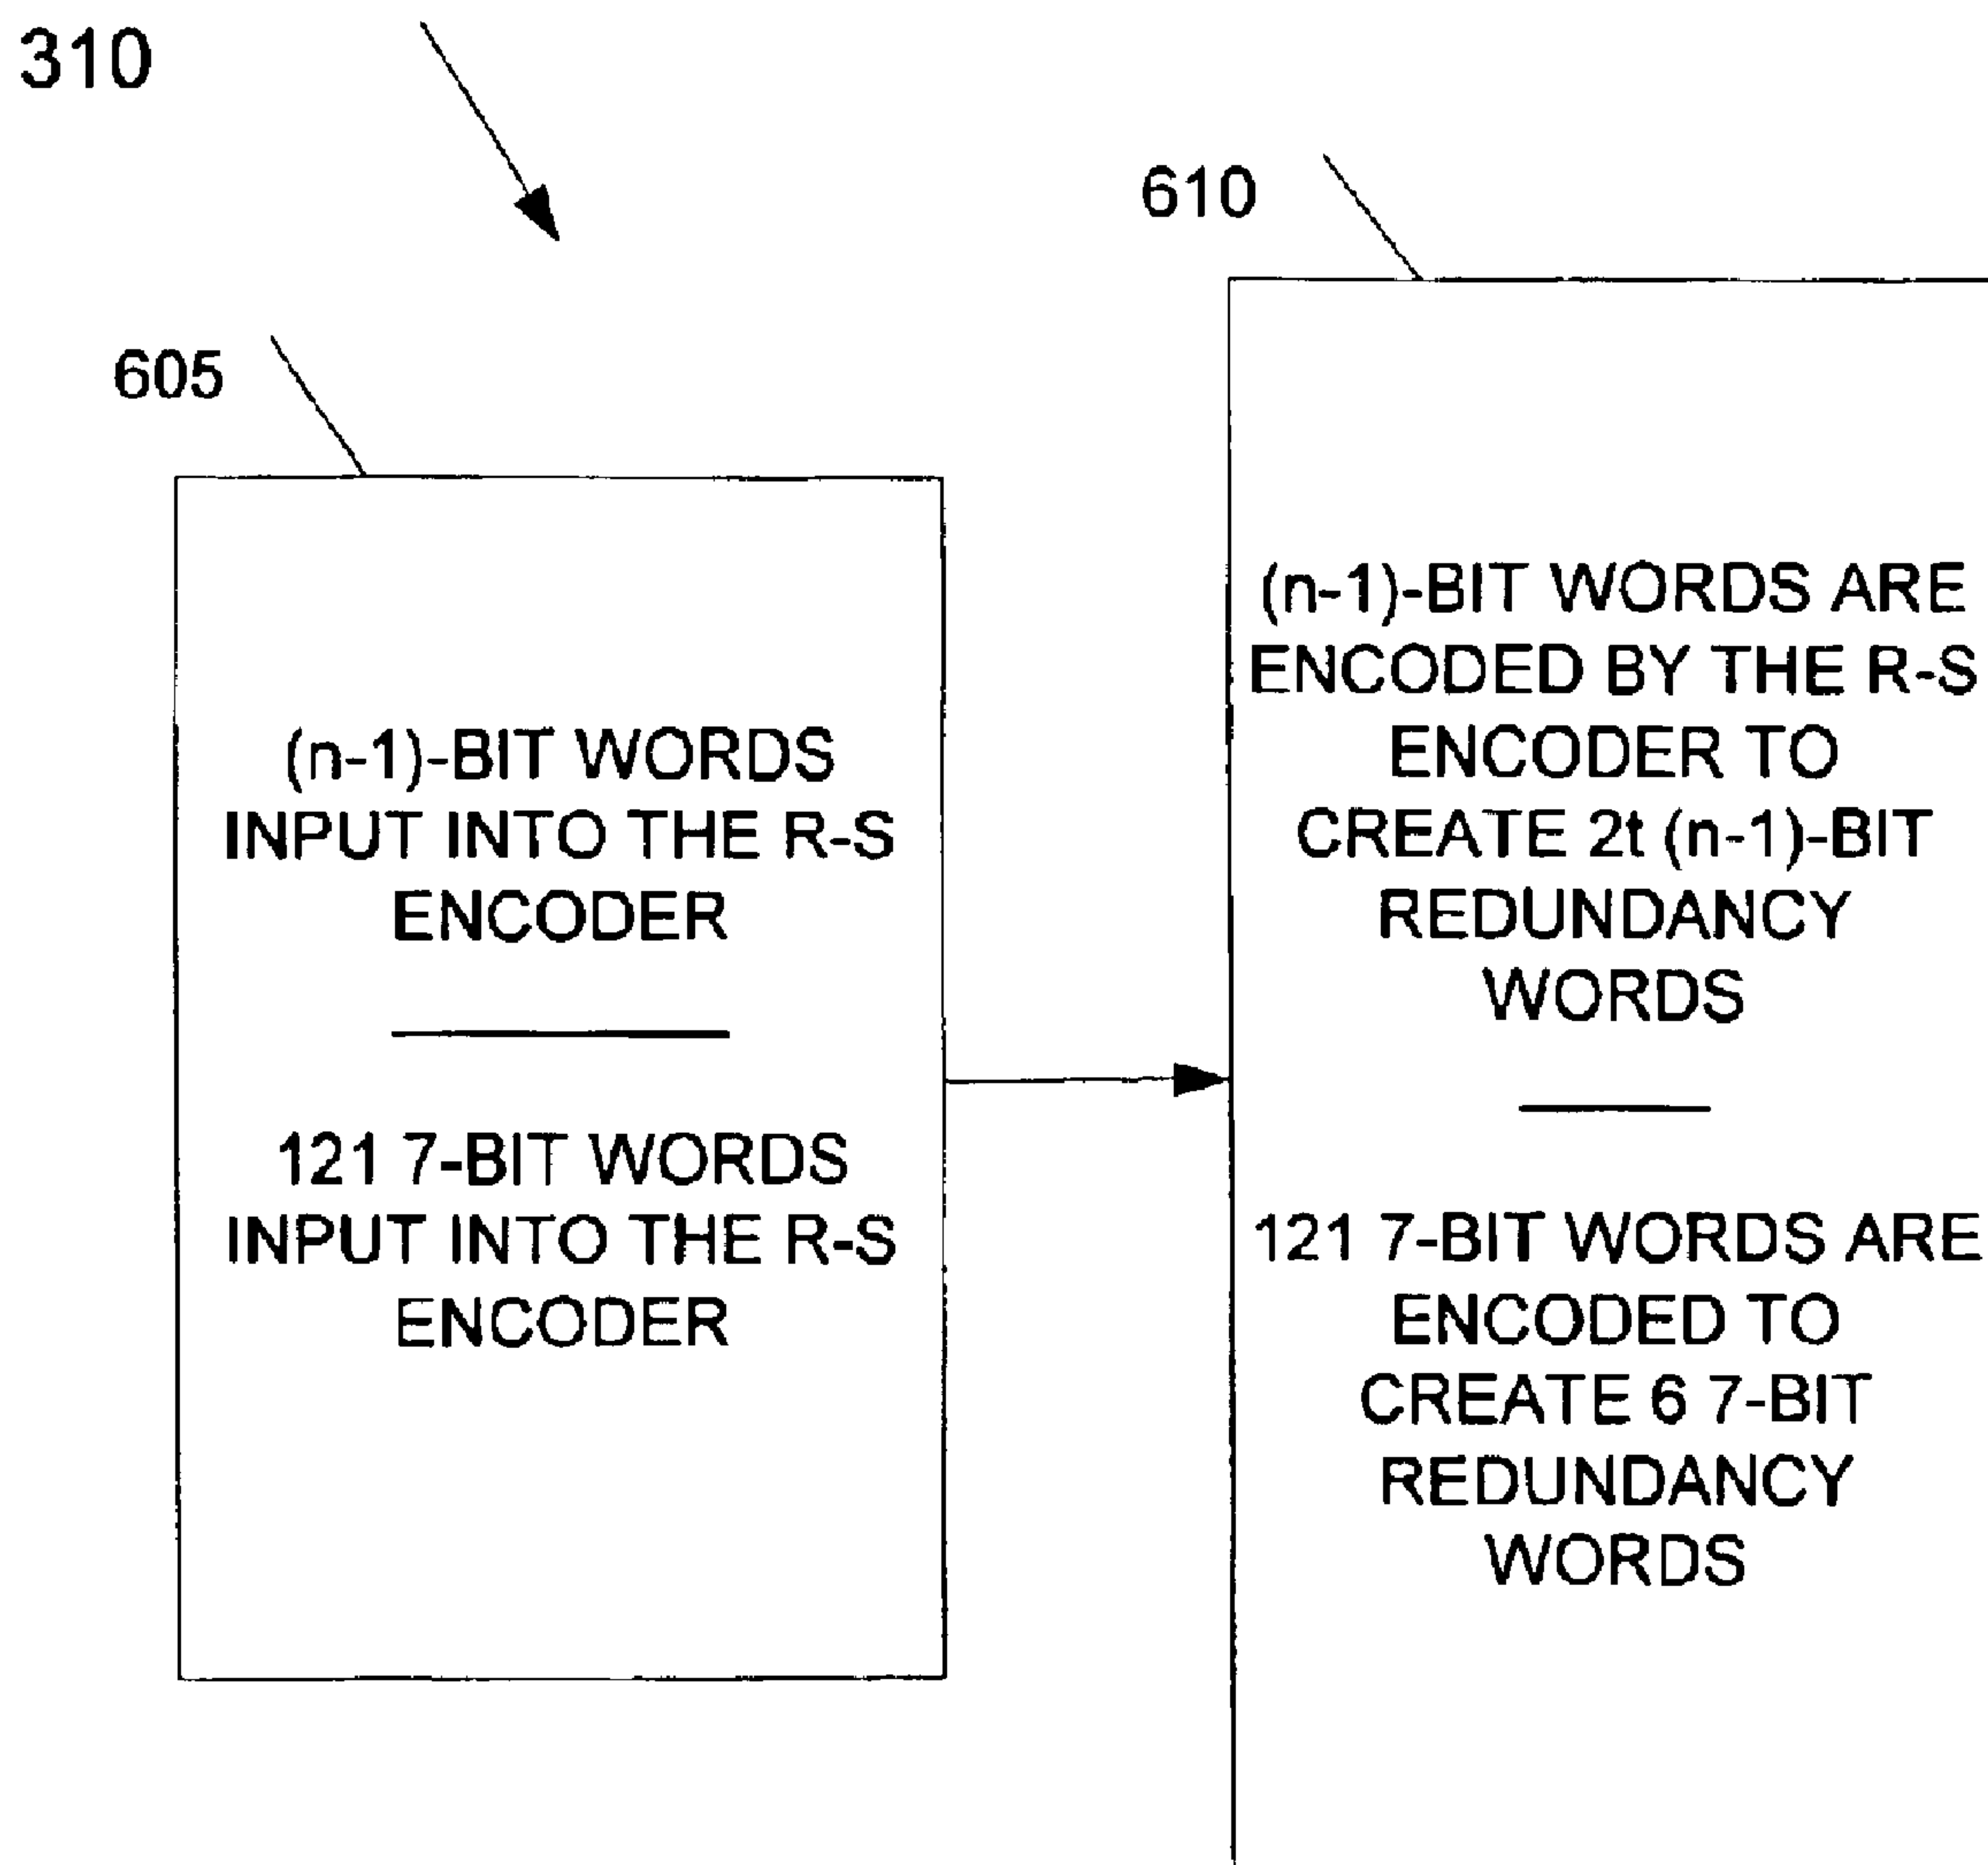 310
610
605
(n-1)-BIT WORDS
INPUT INTO THE R-S
ENCODER
121 7-BIT WORDS
INPUT INTO THE R-S
ENCODER
(n-1)-BIT WORDS ARE
ENCODED BY THE R-S
ENCODER TO
CREATE 2t (n-1)-BIT
REDUNDANCY
WORDS
121 7-BIT WORDS ARE
ENCODED TO
CREATE 6 7-BIT
REDUNDANCY
WORDS